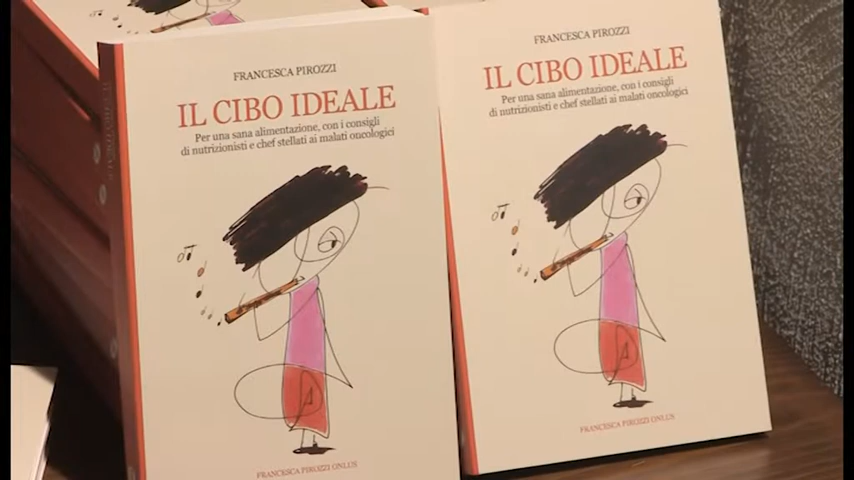 FRANCESCA PIROZZI
IL CIBO IDEALE
Per una sana alimentazione, con i consigli
di nutrizionisti e chef stellati ai malati oncologici
FRANCESCA PIROZZI ONLUS
FRANCESCA PIROZZI
IL CIBO IDEALE
Per una sana alimentazione, con i consigli
di nutrizionisti e chef stellati ai malati oncologici
FRANCESCA PIROZZI ONLUS